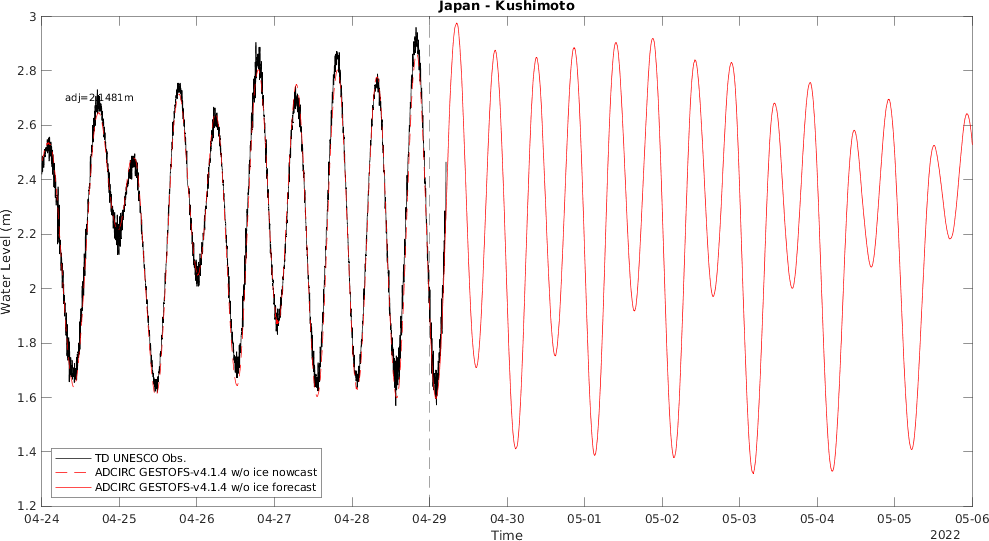 Japan - Kushimoto
Water Level (m)
3
2.8
2.6
2.4
2.2
2
1.8
1.6
1.4
1.2
adj=2.1481m
TD UNESCO Obs.
ADCIRC GESTOFS-v4.1.4 w/o ice nowcast
ADCIRC GESTOFS-v4.1.4 w/o ice forecast
04-24 04-25 04-26 04-27 04-28 04-29 04-30 05-01 05-02 05-03 05-04 05-05 05-06
Time
2022